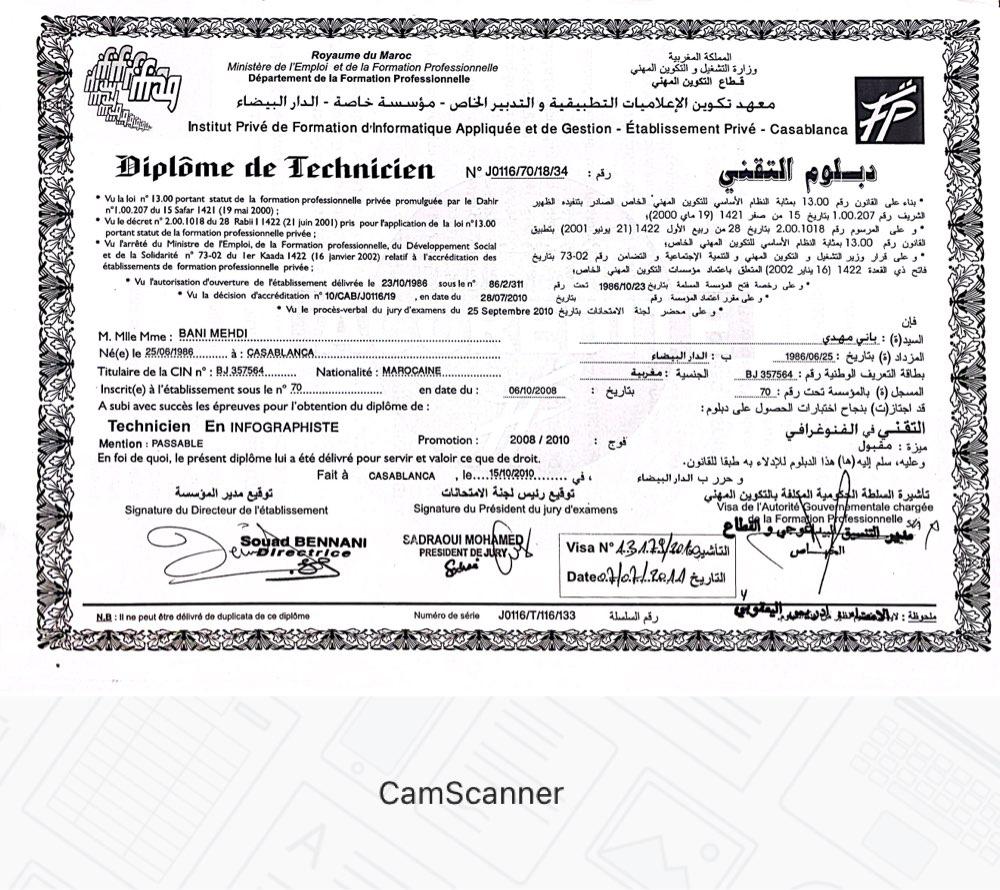 Royaume du Maroc
Ministère de l'Emploi et de la Formation Professionnelle
Département de la Formation Professionnelle
المملكة المغربية
وزارة التشغيل و التكوين المهني
قطاع التكوين المهني
معهد تكوين الإعلاميات التطبيقية و التدبير الخاص - مؤسسة خاصة - الدار البيضاء
Institut Privé de Formation d'Informatique Appliquée et de Gestion - Établissement Privé - Casablanca
Diplôme de Technicien N° J0116/70/18/34 رقم : دبلوم التقني
* Vu la loi n° 13.00 portant statut de la formation professionnelle privée promulguée par le Dahir
n°1.00.207 du 15 Safar 1421 (19 mai 2000) ;
* Vu le décret n° 2.00.1018 du 28 Rabii I 1422 (21 juin 2001) pris pour l'application de la loi n°13.00
portant statut de la formation professionnelle privée ;
* Vu l'arrêté du Ministre de l'Emploi, de la Formation professionnelle, du Développement Social
et de la Solidarité n° 73-02 du 1er Kaada 1422 (16 janvier 2002) relatif à l'accréditation des
établissements de formation professionnelle privée ;
* بناء على القانون رقم 13.00 بمثابة النظام الأساسي للتكوين المهني الخاص الصادر بتنفيذه الظهير
الشريف رقم 1.00.207 بتاريخ 15 من صفر 1421 (19 ماي 2000)؛
* و على المرسوم رقم 2.00.1018 بتاريخ 28 من ربيع الأول 1422 (21 يونيو 2001) بتطبيق
القانون رقم 13.00 بمثابة النظام الأساسي للتكوين المهني الخاص؛
* و على قرار وزير التشغيل و التكوين المهني و التنمية الإجتماعية و التضامن رقم 73-02 بتاريخ
فاتح ذي القعدة 1422 (16 يناير 2002) المتعلق باعتماد مؤسسات التكوين المهني الخاص؛
* Vu l'autorisation d'ouverture de l'établissement délivrée le 23/10/1986 sous le n° 86/2/311
* و على رخصة فتح المؤسسة المسلمة بتاريخ 1986/10/23 تحت رقم
* Vu la décision d'accréditation n° 10/CAB/J0116/19 , en date du 28/07/2010
* و على مقرر اعتماد المؤسسة رقم بتاريخ
* Vu le procès-verbal du jury d'examens du 25 Septembre 2010
* و على محضر لجنة الامتحانات بتاريخ
فإن
M. Mlle Mme : BANI MEHDI
السيد(ة) : باني مهدي
Né(e) le 25/06/1986 à : CASABLANCA
المزداد (ة) بتاريخ : 1986/06/25 ب : الدار البيضاء
Titulaire de la CIN n° : BJ 357564 Nationalité : MAROCAINE
بطاقة التعريف الوطنية رقم : BJ 357564 الجنسية : مغربية
Inscrit(e) à l'établissement sous le n° 70 en date du : 06/10/2008
المسجل (ة) بالمؤسسة تحت رقم : 70 بتاريخ :
A subi avec succès les épreuves pour l'obtention du diplôme de :
قد اجتاز(ت) بنجاح اختبارات الحصول على دبلوم :
Technicien En INFOGRAPHISTE
التقني في الفنوغرافي
Mention : PASSABLE Promotion : 2008 / 2010 فوج :
ميزة : مقبول
En foi de quoi, le présent diplôme lui a été délivré pour servir et valoir ce que de droit.
وعليه، سلم إليه(ها) هذا الدبلوم للإدلاء به طبقا للقانون.
Fait à CASABLANCA , le 15/10/2010 ، في و حرر ب الدار البيضاء
توقيع مدير المؤسسة
Signature du Directeur de l'établissement
توقيع رئيس لجنة الامتحانات
Signature du Président du jury d'examens
تأشيرة السلطة الحكومية المكلفة بالتكوين المهني
Visa de l'Autorité Gouvernementale chargée
de la Formation Professionnelle
Souad BENNANI
Directrice
SADRAOUI MOHAMED
PRESIDENT DE JURY
Visa N° 13179/2010 التأشير
Date 07/07/2011 التاريخ
N.B : Il ne peut être délivré de duplicata de ce diplôme
Numéro de série J0116/T/116/133 رقم السلسلة
ملحوظة :
CamScanner